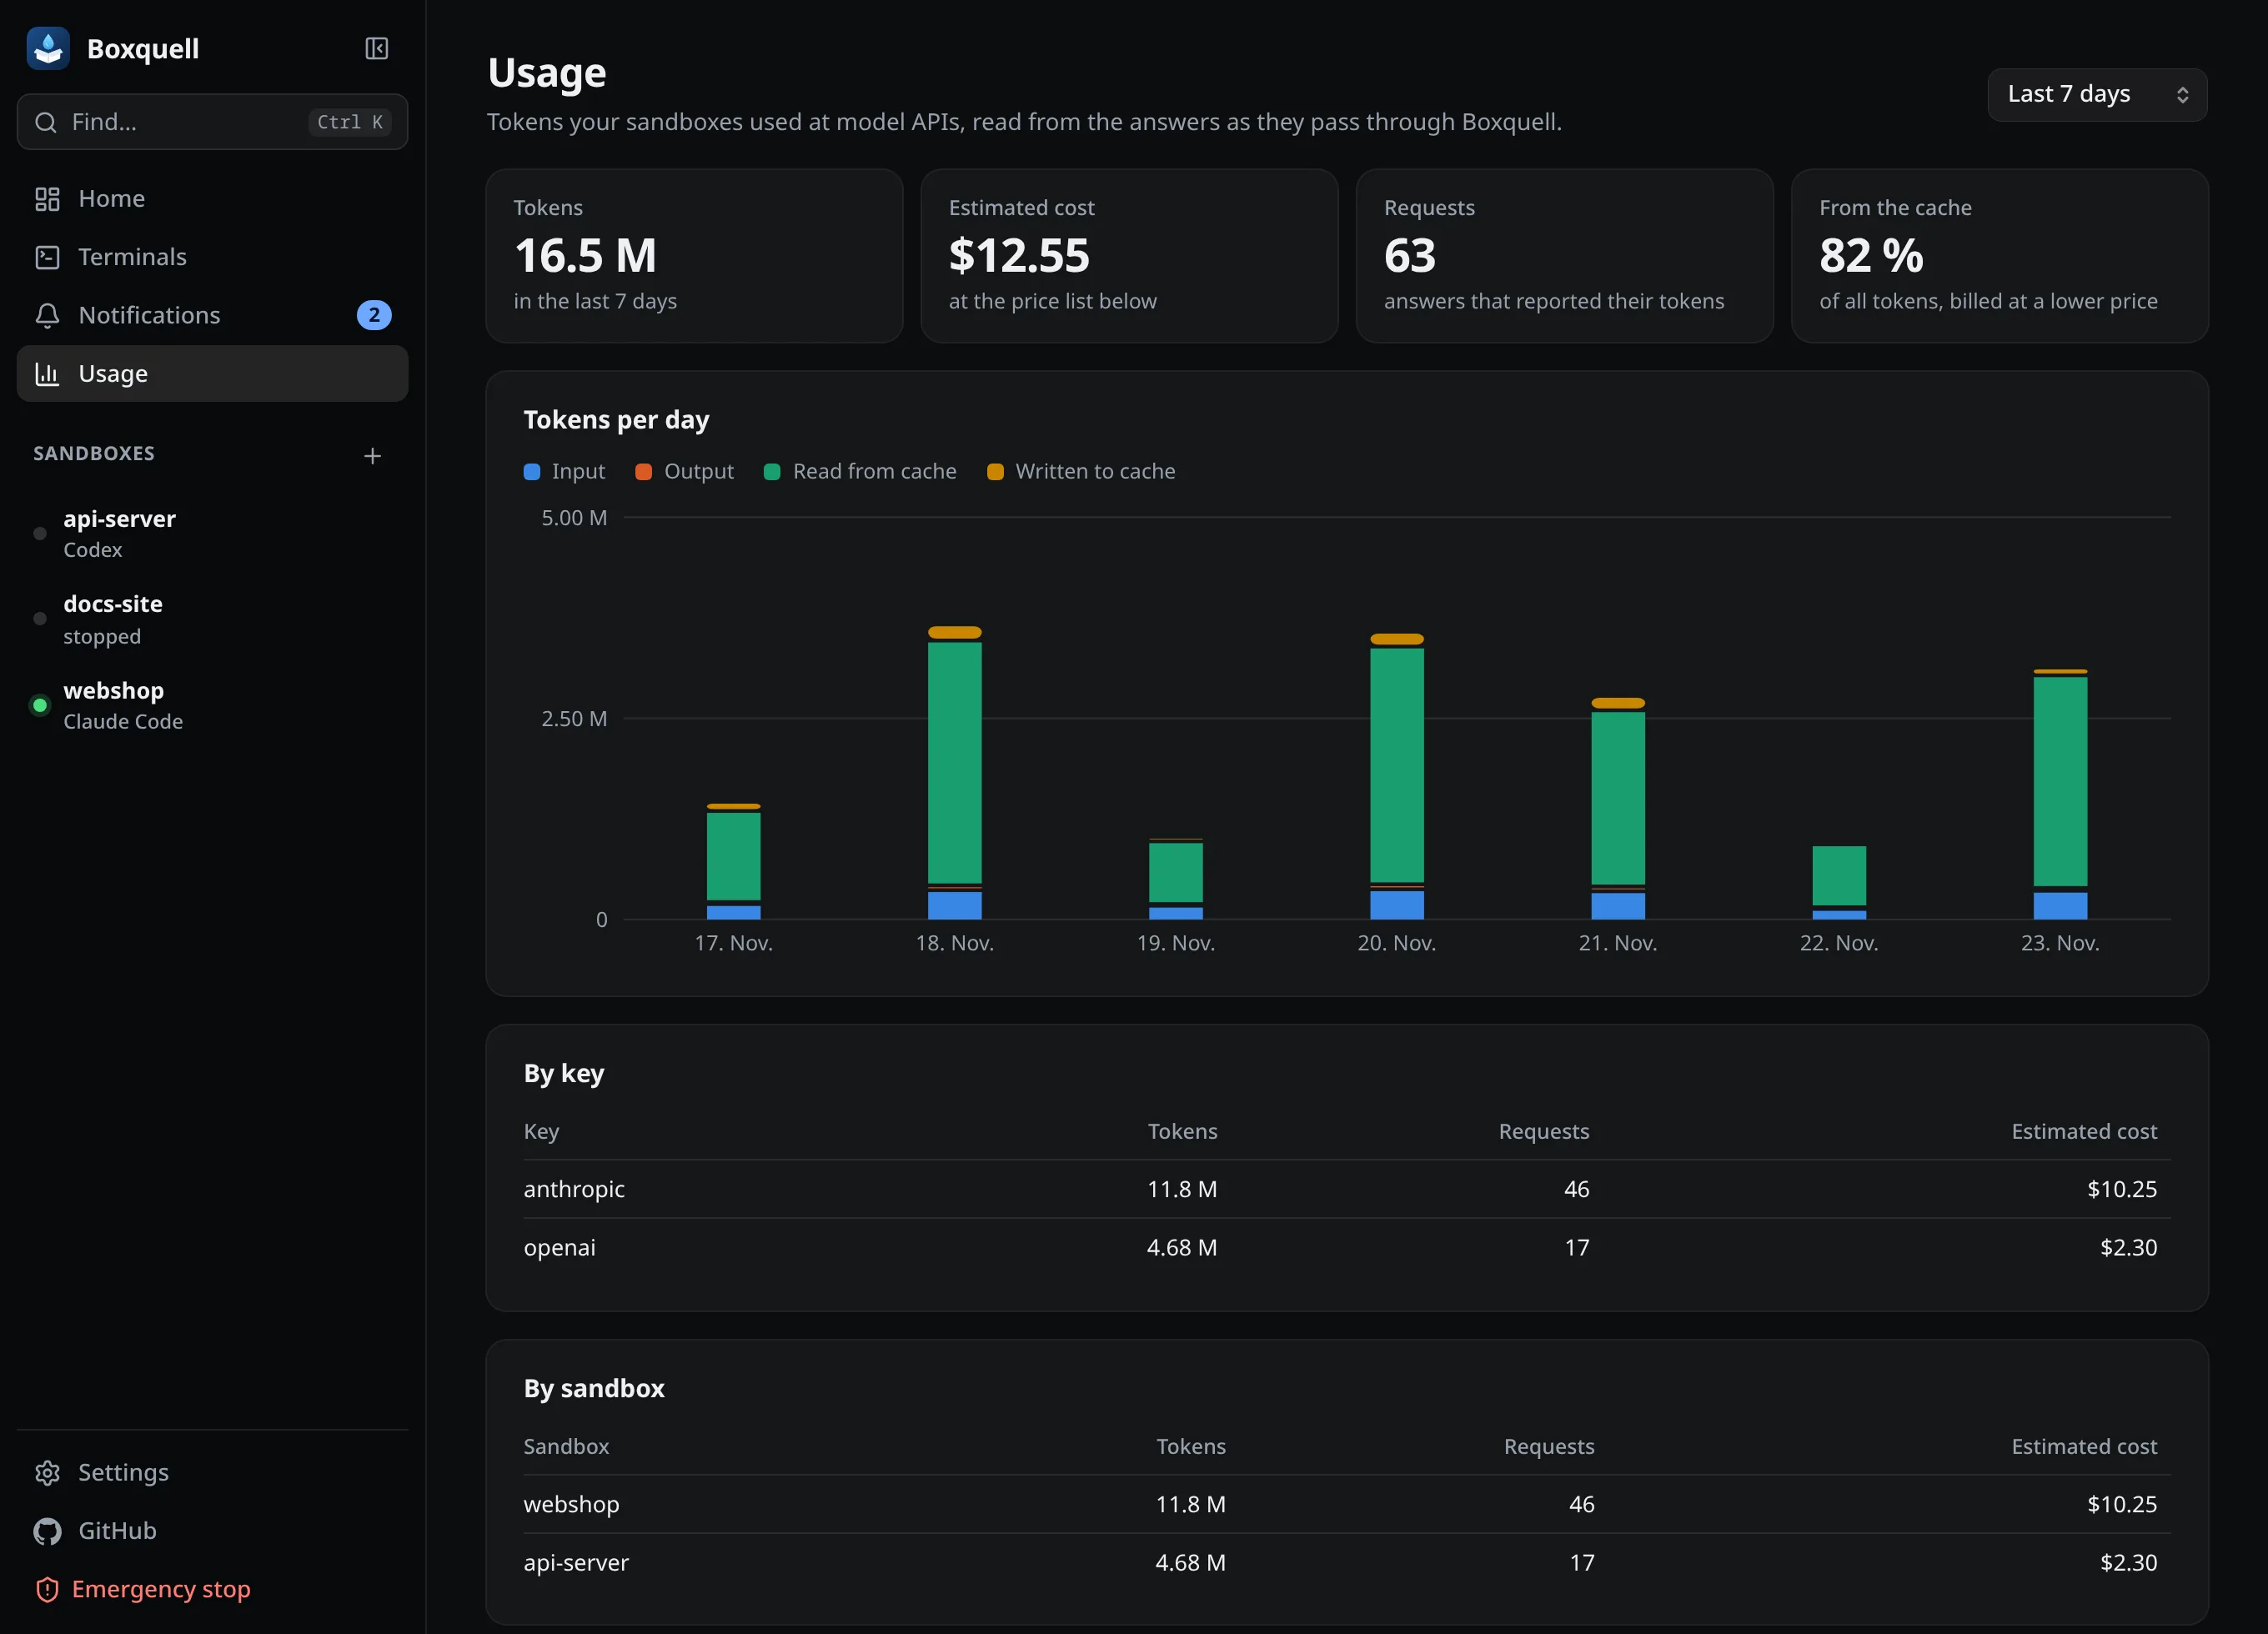 Boxquell
Find...
Ctrl K
Home
Terminals
Notifications
2
Usage
SANDBOXES
api-server
Codex
docs-site
stopped
webshop
Claude Code
Settings
GitHub
Emergency stop
Usage
Tokens your sandboxes used at model APIs, read from the answers as they pass through Boxquell.
Last 7 days
Tokens
16.5 M
in the last 7 days
Estimated cost
$12.55
at the price list below
Requests
63
answers that reported their tokens
From the cache
82 %
of all tokens, billed at a lower price
Tokens per day
Input Output Read from cache Written to cache
5.00 M
2.50 M
0
17. Nov. 18. Nov. 19. Nov. 20. Nov. 21. Nov. 22. Nov. 23. Nov.
By key
Key Tokens Requests Estimated cost
anthropic 11.8 M 46 $10.25
openai 4.68 M 17 $2.30
By sandbox
Sandbox Tokens Requests Estimated cost
webshop 11.8 M 46 $10.25
api-server 4.68 M 17 $2.30